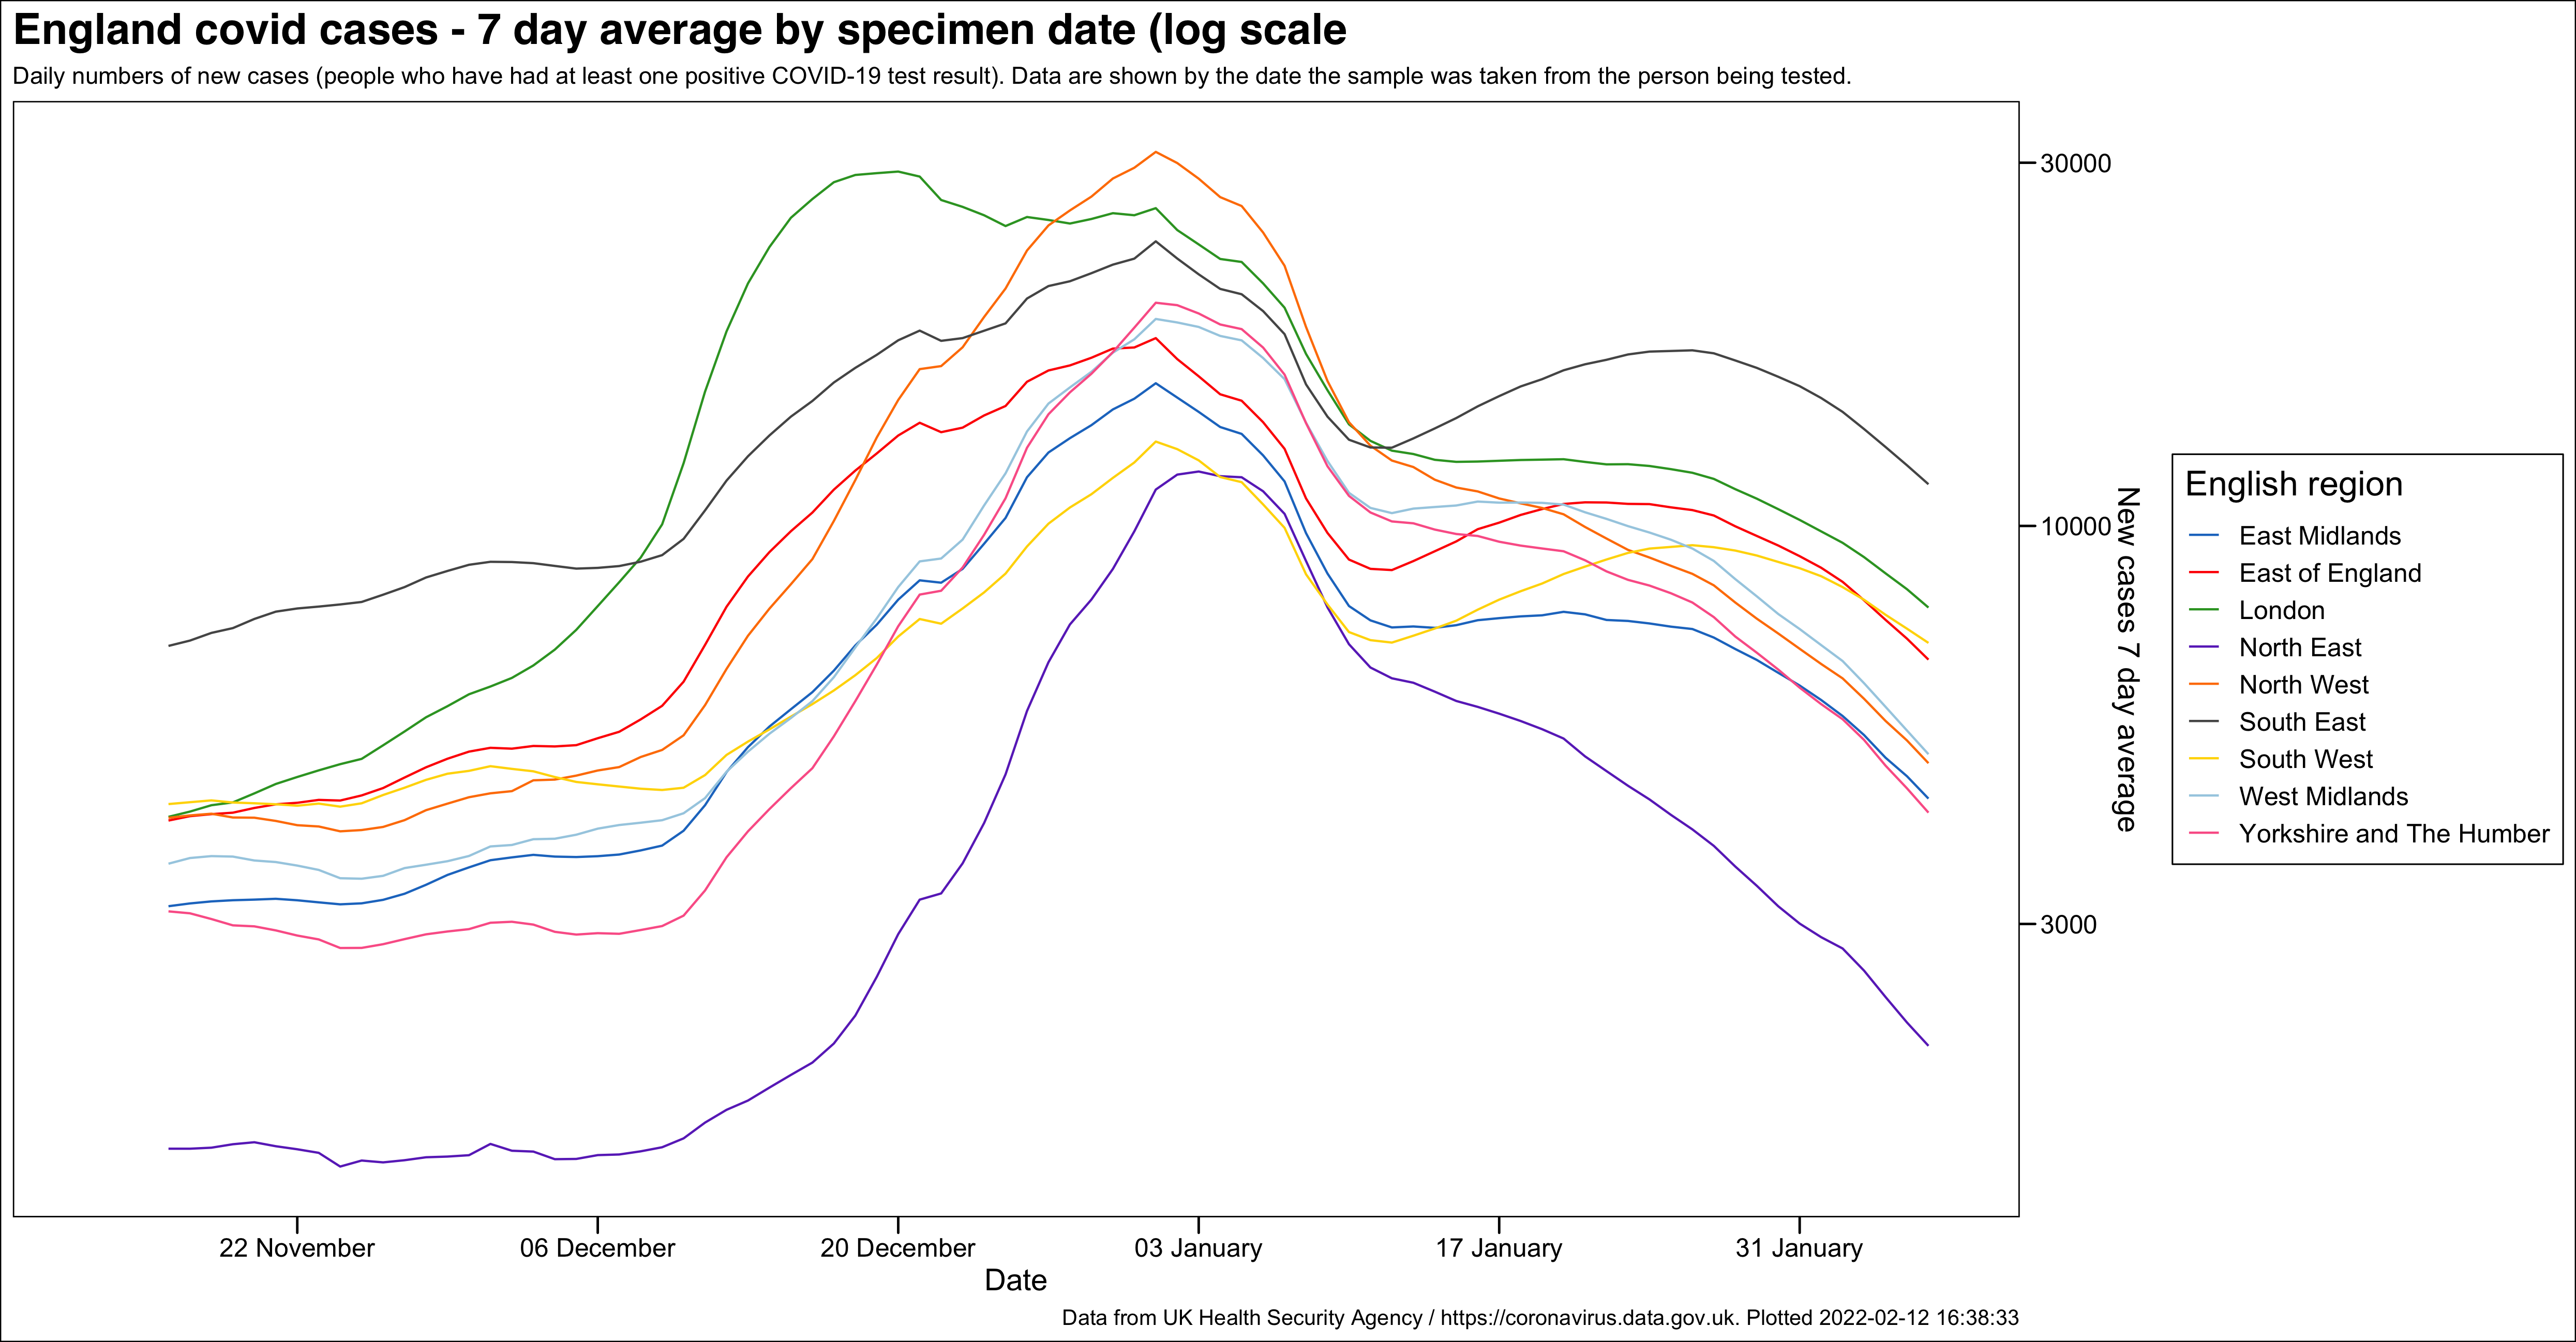 England covid cases - 7 day average by specimen date (log scale
Daily numbers of new cases (people who have had at least one positive COVID-19 test result). Data are shown by the date the sample was taken from the person being tested.
30000
10000
3000
New cases 7 day average
English region
East Midlands
East of England
London
North East
North West
South East
South West
West Midlands
Yorkshire and The Humber
22 November
06 December
20 December
03 January
17 January
31 January
Date
Data from UK Health Security Agency / https://coronavirus.data.gov.uk. Plotted 2022-02-12 16:38:33